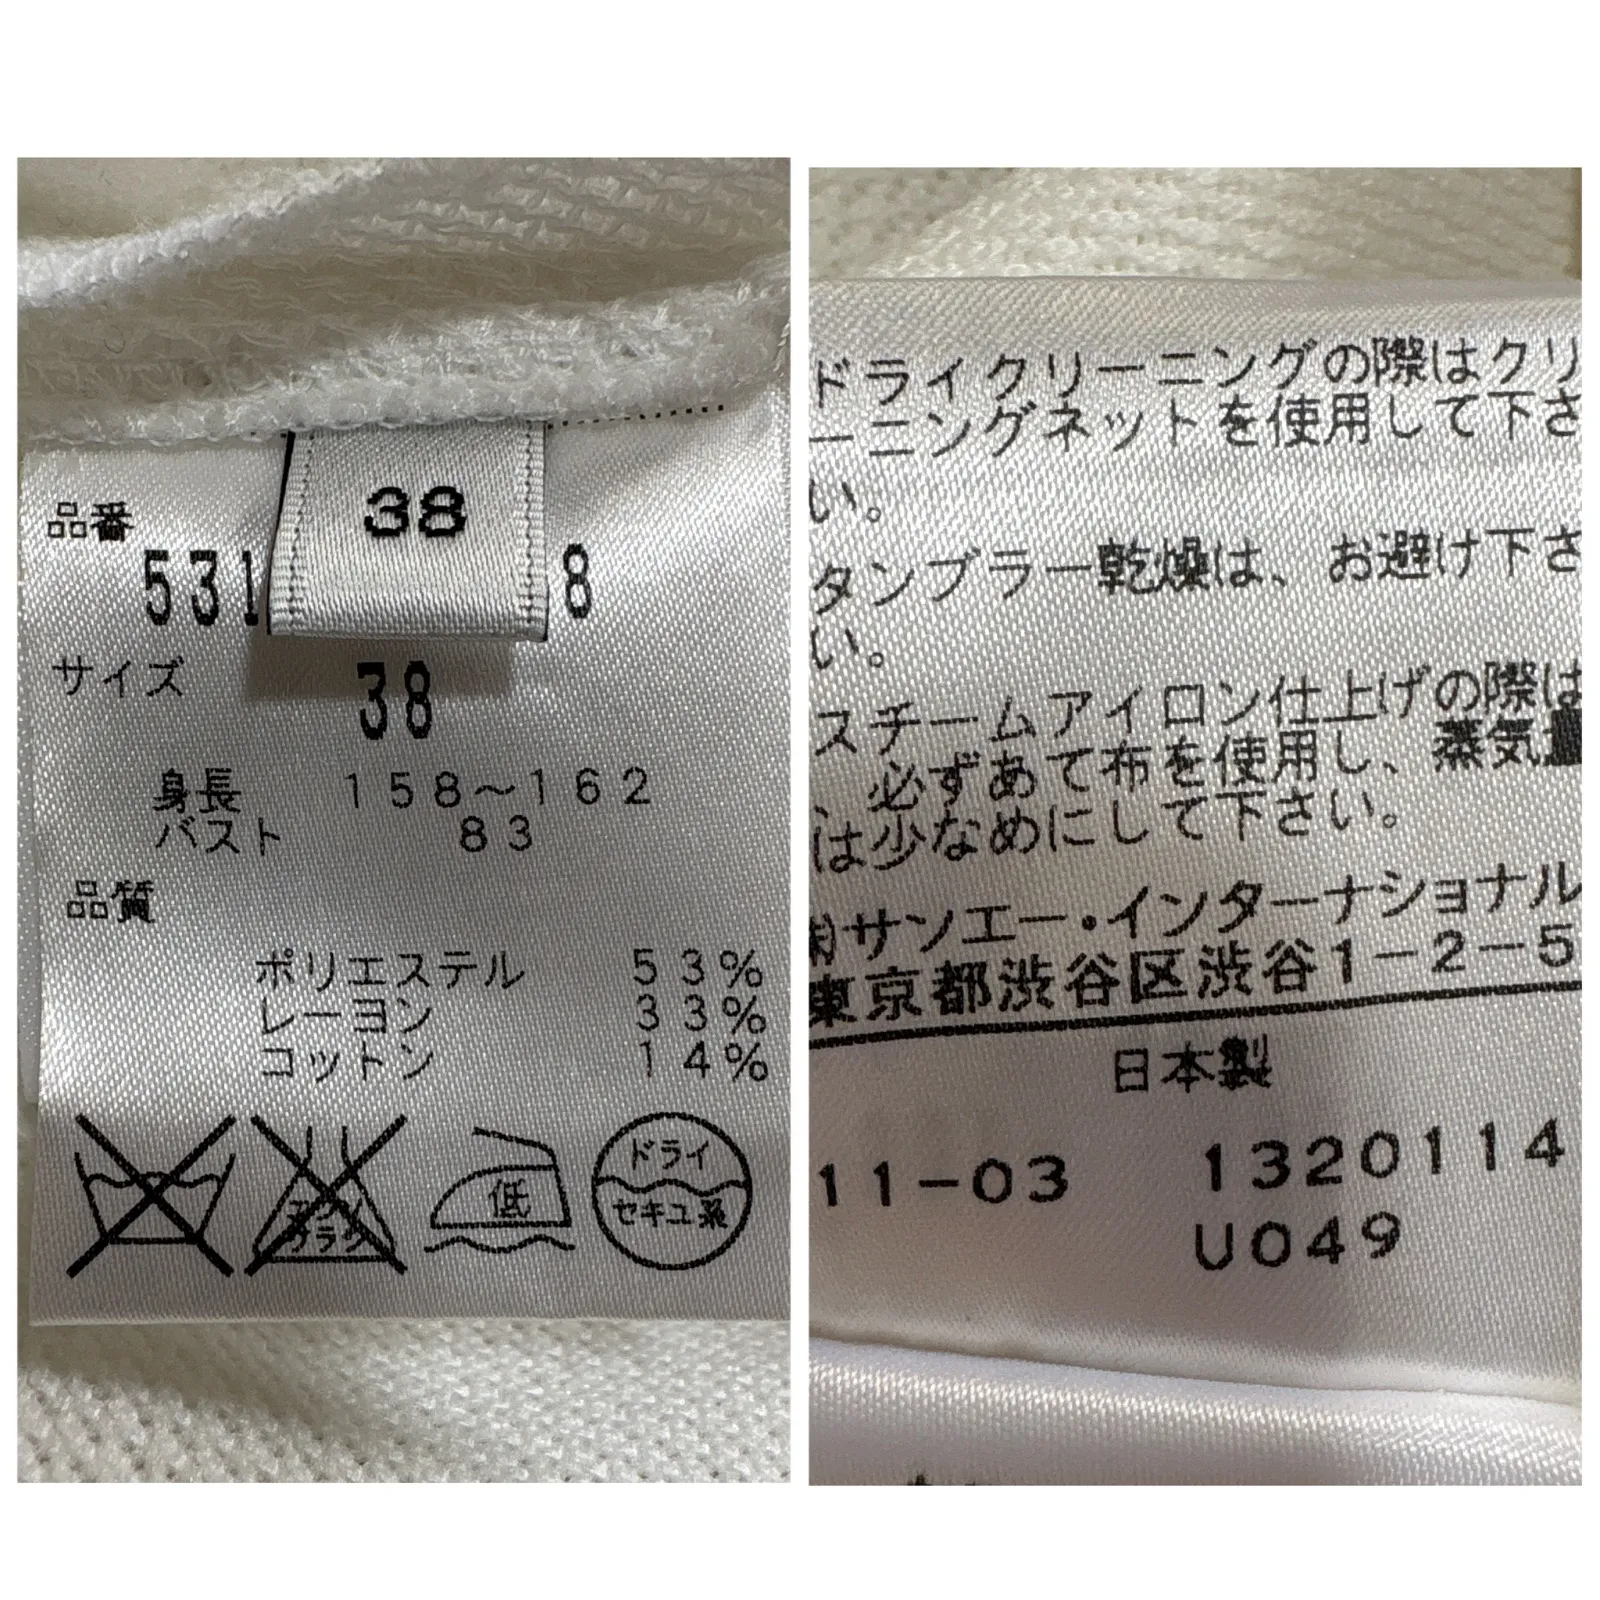 38
品番
531 8
サイズ
38
身長 158～162
バスト 83
品質
ポリエステル 53%
レーヨン 33%
コットン 14%
エンソ
サラシ
低
ドライ
セキユ系
ドライクリーニングの際はクリ
ーニングネットを使用して下さ
い。
タンブラー乾燥は、お避け下さ
い。
スチームアイロン仕上げの際は
、必ずあて布を使用し、蒸気量
は少なめにして下さい。
㈱サンエー・インターナショナル
東京都渋谷区渋谷1-2-5
日本製
11-03 1320114
U049